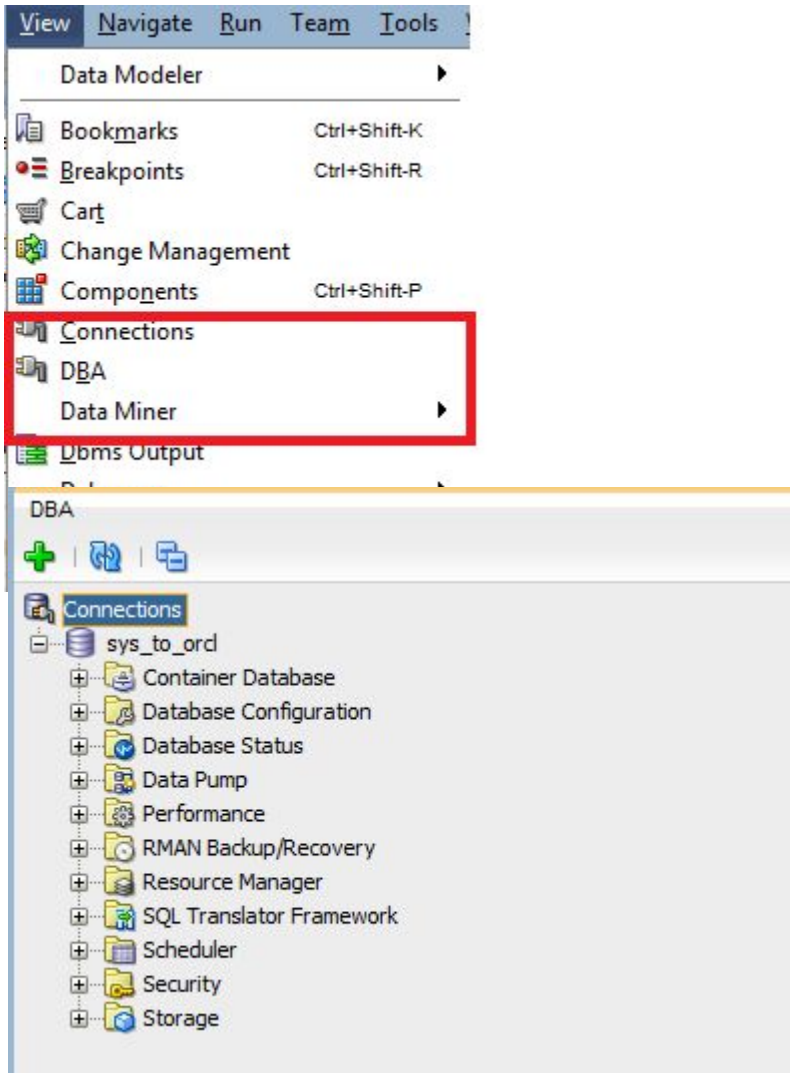 View Navigate Run Team Tools
Data Modeler
Bookmarks Ctrl+Shift-K
Breakpoints Ctrl+Shift-R
Cart
Change Management
Components Ctrl+Shift-P
Connections
DBA
Data Miner
Dbms Output
DBA
Connections
sys_to_orcl
Container Database
Database Configuration
Database Status
Data Pump
Performance
RMAN Backup/Recovery
Resource Manager
SQL Translator Framework
Scheduler
Security
Storage